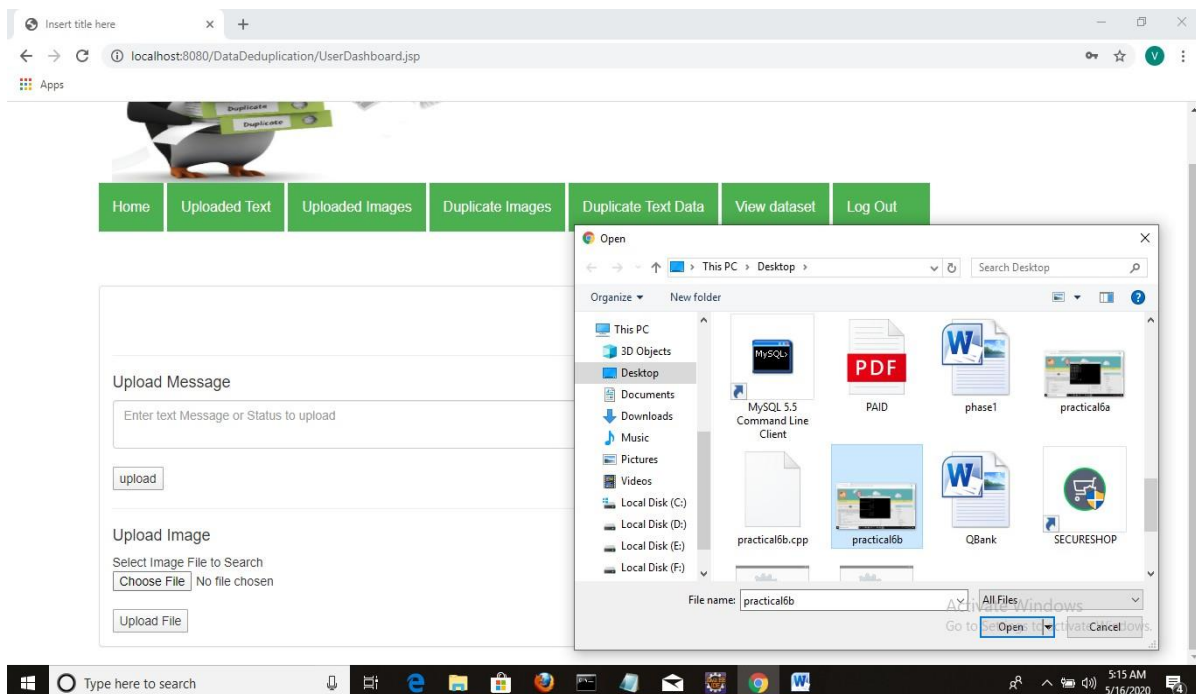 Insert title here
localhost:8080/DataDeduplication/UserDashboard.jsp
V
Apps
Duplicate
Duplicate
Home Uploaded Text Uploaded Images Duplicate Images Duplicate Text Data View dataset Log Out
Upload Message
Enter text Message or Status to upload
upload
Upload Image
Select Image File to Search
Choose File No file chosen
Upload File
Open
This PC > Desktop >
Search Desktop
Organize New folder
This PC
3D Objects
Desktop
Documents
Downloads
Music
Pictures
Videos
Local Disk (C:)
Local Disk (D:)
Local Disk (E:)
Local Disk (F:)
MySQL>
MySQL 5.5
Command Line
Client
PDF
PAID
W
phase1
practical6a
practical6b.cpp
practical6b
W
QBank
SECURESHOP
File name: practical6b
All Files
Open Cancel
Activate Windows
Go to Settings to activate Windows.
Type here to search
W
5:15 AM
5/16/2020
4